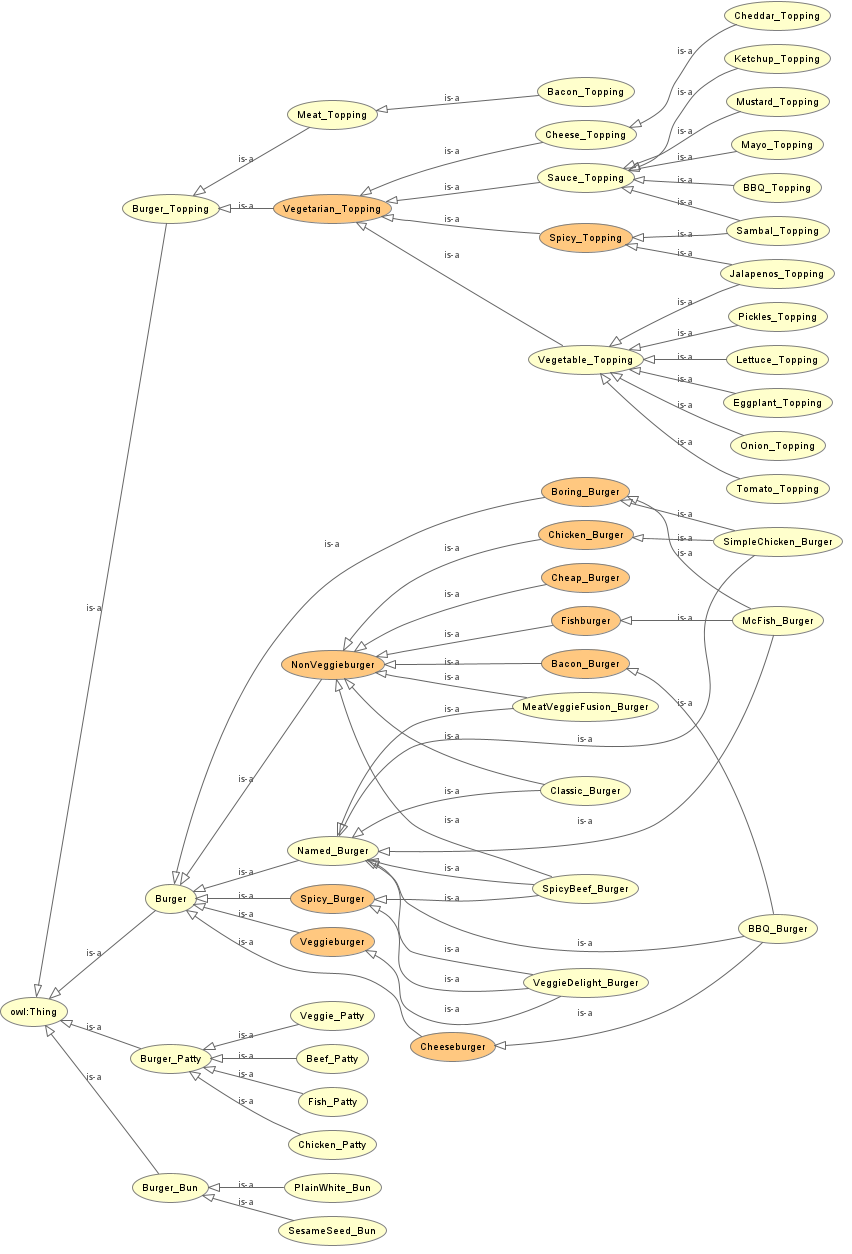 Cheddar_Topping
is-a
Ketchup_Topping
Bacon_Topping
is-a
is-a
Mustard_Topping
Meat_Topping
Cheese_Topping
is-a
Mayo_Topping
is-a
is-a
is-a
Sauce_Topping
is-a
BBQ_Topping
is-a
is-a
Burger_Topping
is-a
Vegetarian_Topping
is-a
is-a
Sambal_Topping
Spicy_Topping
is-a
is-a
is-a
Jalapenos_Topping
is-a
Pickles_Topping
is-a
Vegetable_Topping
is-a
Lettuce_Topping
is-a
Eggplant_Topping
is-a
is-a
Onion_Topping
Tomato_Topping
Boring_Burger
is-a
Chicken_Burger
is-a
SimpleChicken_Burger
is-a
is-a
is-a
Cheap_Burger
is-a
is-a
Fishburger
is-a
McFish_Burger
is-a
NonVeggieburger
is-a
Bacon_Burger
is-a
MeatVeggieFusion_Burger
is-a
is-a
is-a
is-a
is-a
is-a
Classic_Burger
is-a
is-a
Named_Burger
is-a
is-a
SpicyBeef_Burger
Burger
is-a
Spicy_Burger
is-a
is-a
BBQ_Burger
is-a
Veggieburger
is-a
is-a
is-a
is-a
VeggieDelight_Burger
owl:Thing
Veggie_Patty
is-a
is-a
is-a
is-a
Burger_Patty
is-a
Beef_Patty
Cheeseburger
is-a
is-a
Fish_Patty
is-a
Chicken_Patty
Burger_Bun
is-a
PlainWhite_Bun
is-a
SesameSeed_Bun